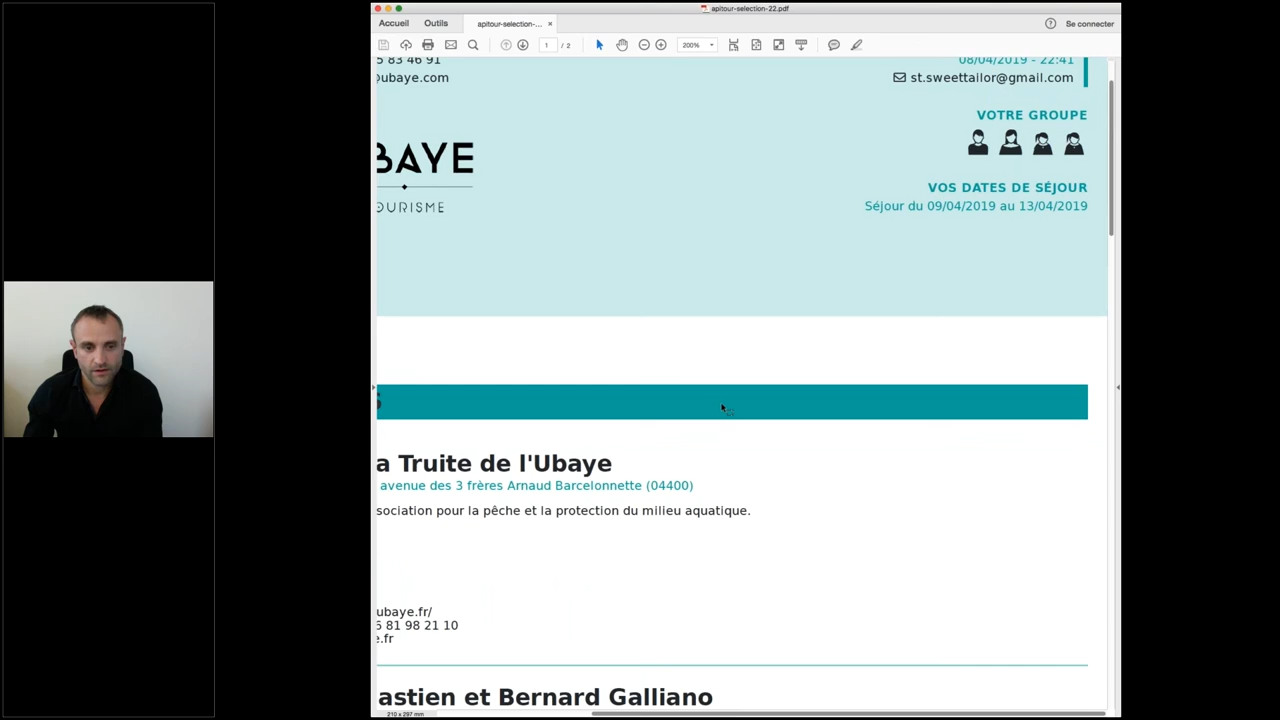 apitour-selection-22.pdf
Accueil Outils apitour-selection-... × ? Se connecter
1 / 2 200%
5 83 46 91 08/04/2019 - 22:41
ubaye.com st.sweettailor@gmail.com
VOTRE GROUPE
BAYE
VOS DATES DE SÉJOUR
OURISME Séjour du 09/04/2019 au 13/04/2019
S
a Truite de l'Ubaye
avenue des 3 frères Arnaud Barcelonnette (04400)
sociation pour la pêche et la protection du milieu aquatique.
ubaye.fr/
6 81 98 21 10
e.fr
astien et Bernard Galliano
210 x 297 mm